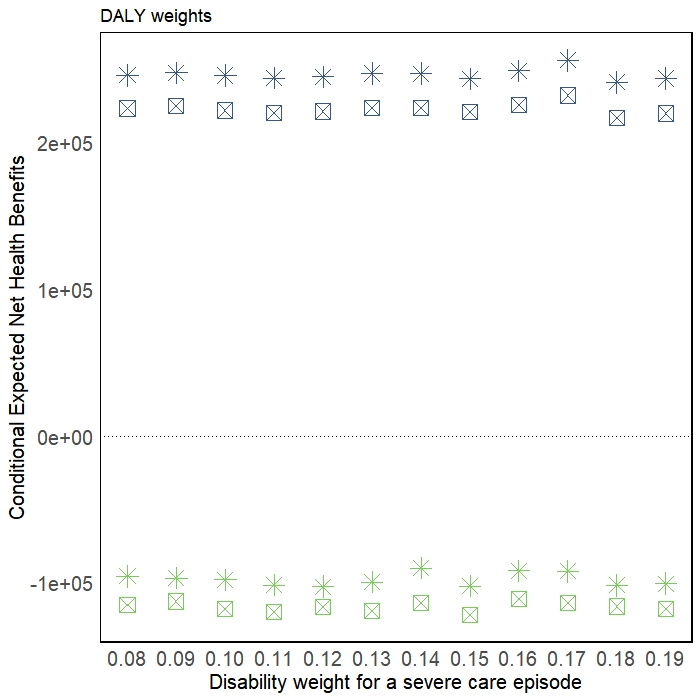 DALY weights
Conditional Expected Net Health Benefits
2e+05
1e+05
0e+00
-1e+05
0.08 0.09 0.10 0.11 0.12 0.13 0.14 0.15 0.16 0.17 0.18 0.19
Disability weight for a severe care episode